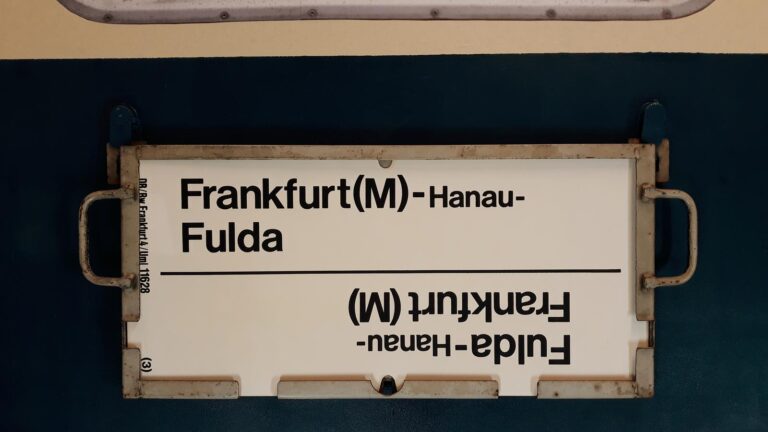 Frankfurt(M)-Hanau-
Fulda
Fulda-Hanau-
Frankfurt (M)
(3)